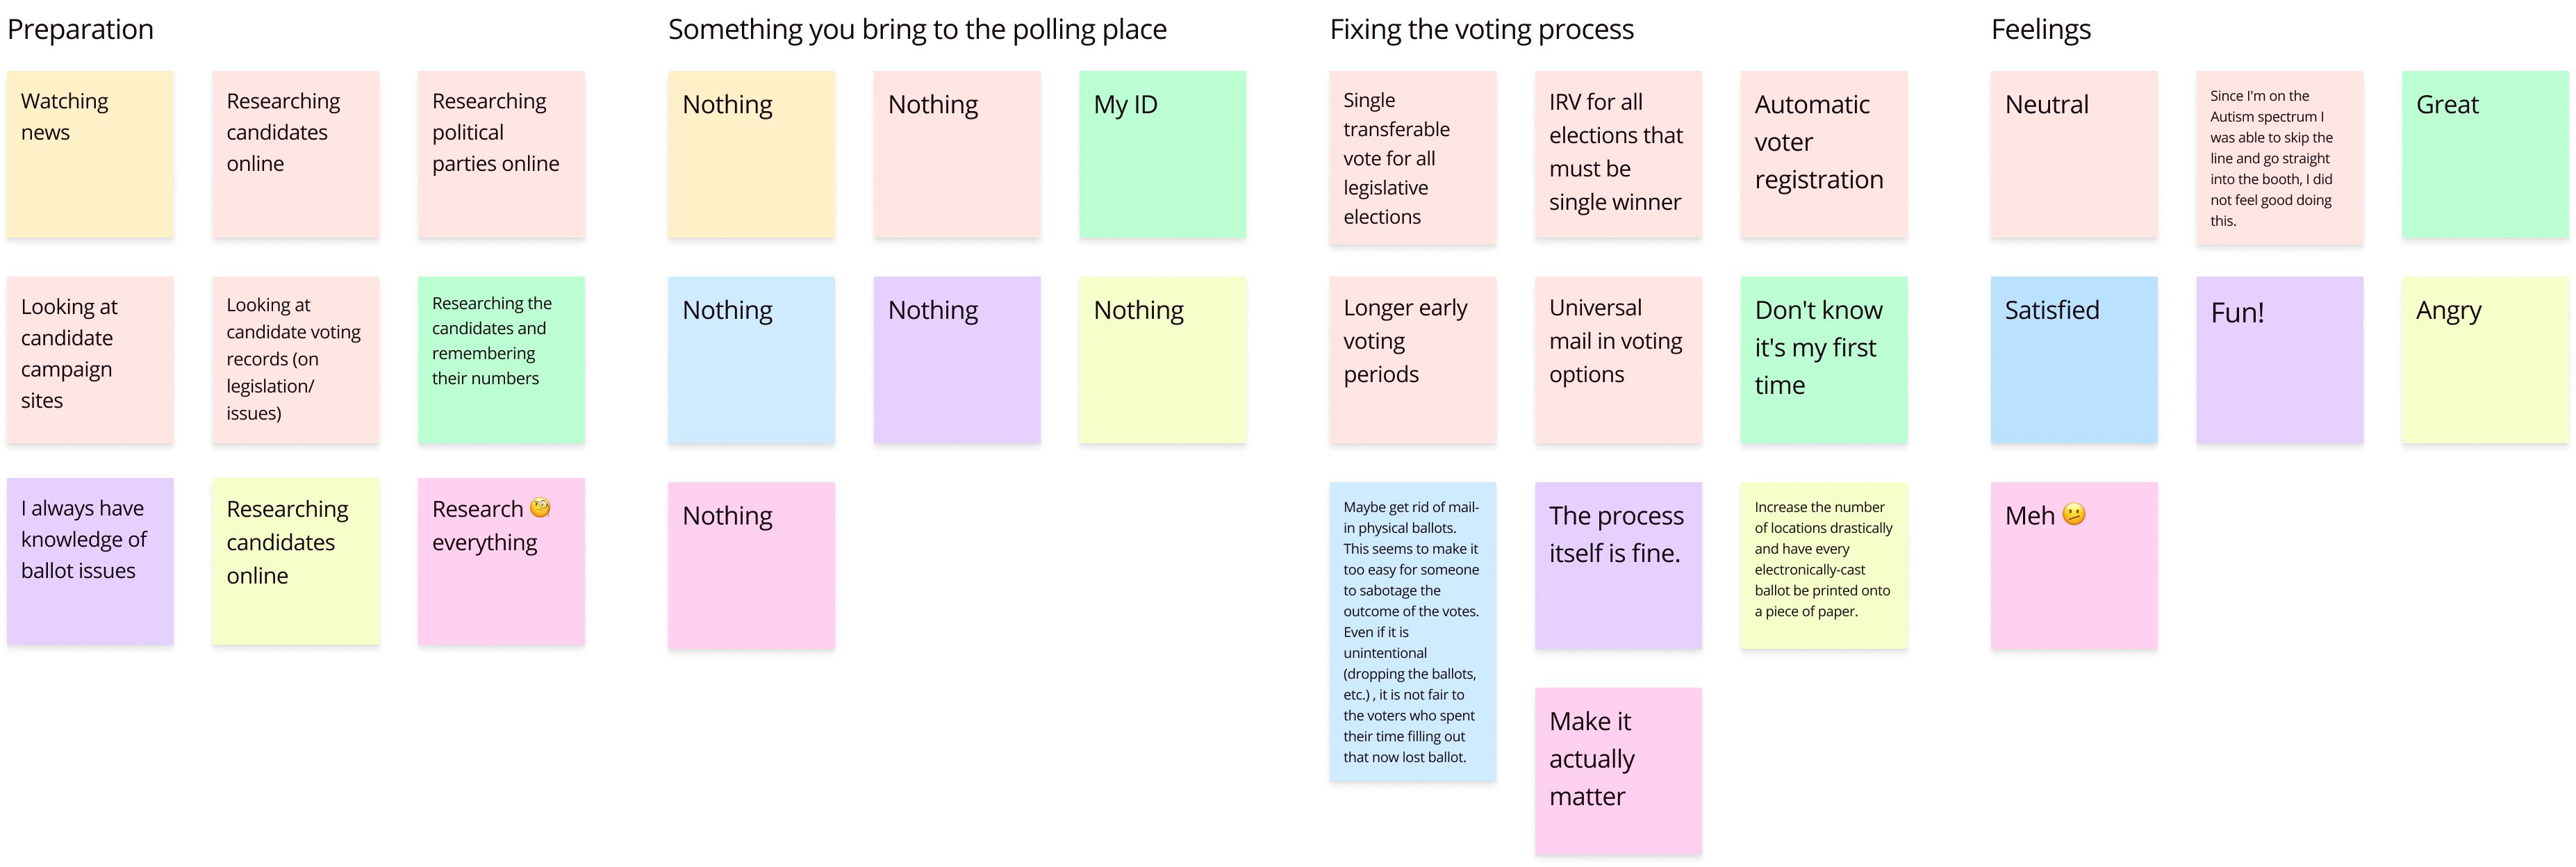 Preparation
Watching
news
Researching
candidates
online
Researching
political
parties online
Looking at
candidate
campaign
sites
Looking at
candidate voting
records (on
legislation/
issues)
Researching the
candidates and
remembering
their numbers
I always have
knowledge of
ballot issues
Researching
candidates
online
Research 🧐
everything
Something you bring to the polling place
Nothing
Nothing
My ID
Nothing
Nothing
Nothing
Nothing
Fixing the voting process
Single
transferable
vote for all
legislative
elections
IRV for all
elections that
must be
single winner
Automatic
voter
registration
Longer early
voting
periods
Universal
mail in voting
options
Don't know
it's my first
time
Maybe get rid of mail-
in physical ballots.
This seems to make it
too easy for someone
to sabotage the
outcome of the votes.
Even if it is
unintentional
(dropping the ballots,
etc.) , it is not fair to
the voters who spent
their time filling out
that now lost ballot.
The process
itself is fine.
Increase the number
of locations drastically
and have every
electronically-cast
ballot be printed onto
a piece of paper.
Make it
actually
matter
Feelings
Neutral
Since I'm on the
Autism spectrum I
was able to skip the
line and go straight
into the booth, I did
not feel good doing
this.
Great
Satisfied
Fun!
Angry
Meh 🫤